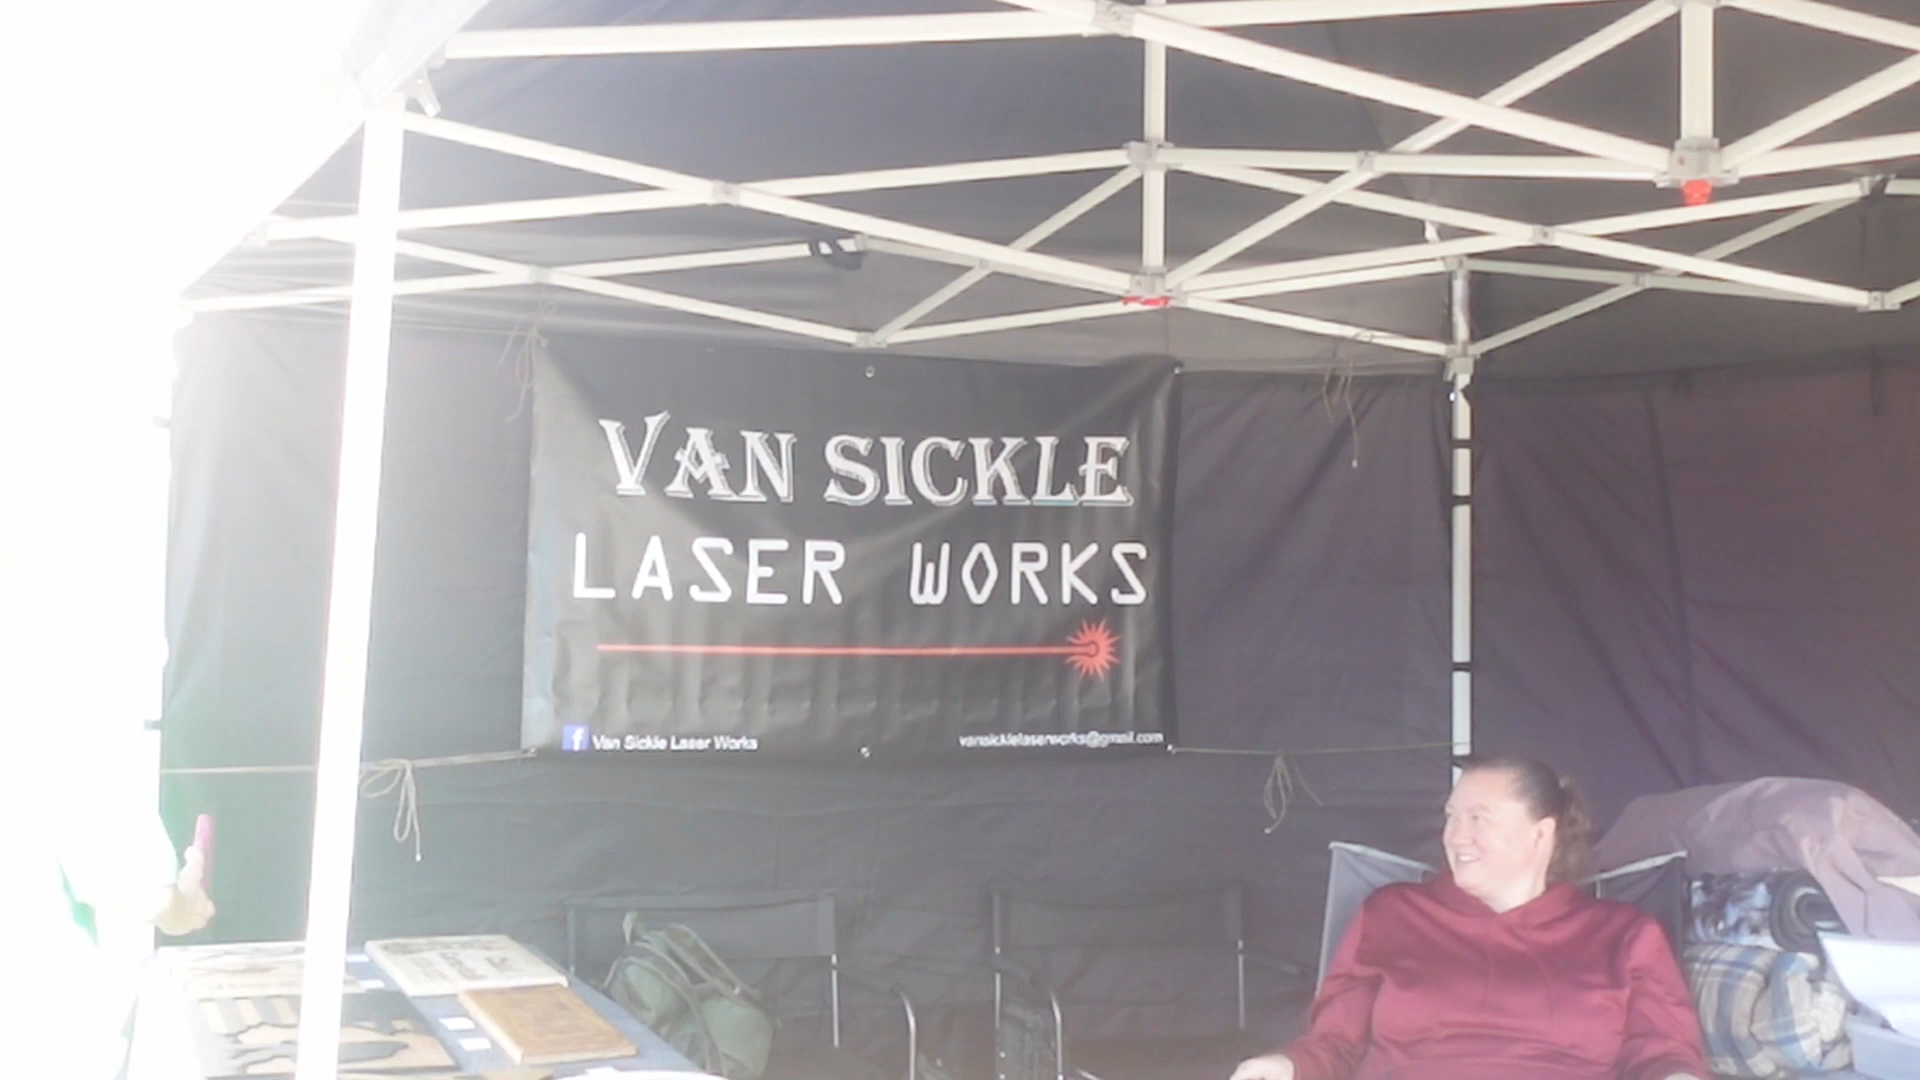 VAN SICKLE
LASER WORKS
f Van Sickle Laser Works
vansicklelaserworks@gmail.com